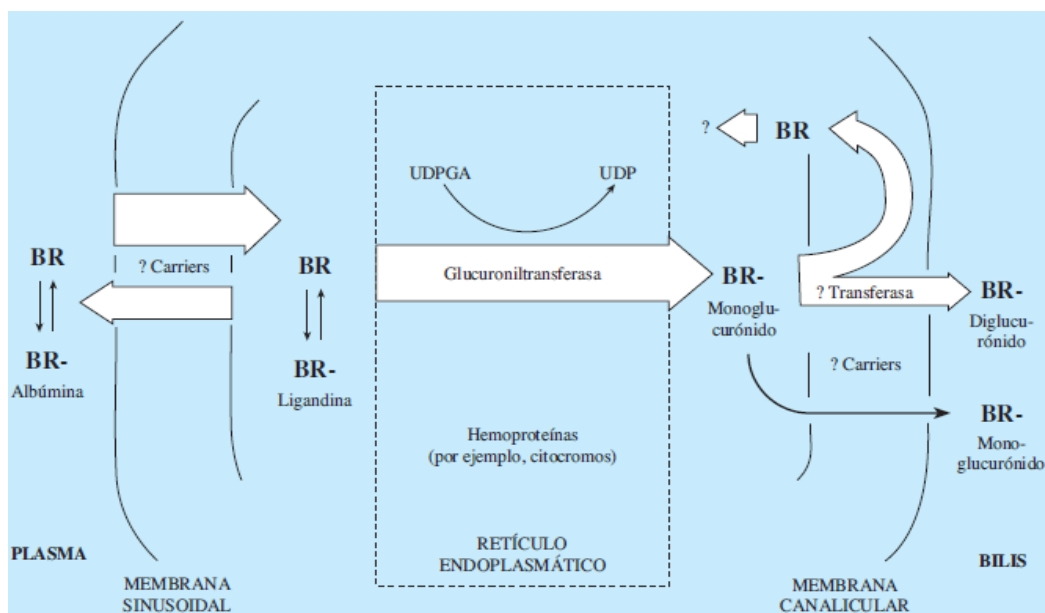 ? BR
UDPGA UDP
BR
? Carriers
BR
Glucuroniltransferasa
BR-
Monoglu-
curónido
? Transferasa
BR-
Diglucu-
rónido
BR-
Albúmina
BR-
Ligandina
? Carriers
BR-
Mono-
glucurónido
Hemoproteínas
(por ejemplo, citocromos)
PLASMA
RETÍCULO
ENDOPLASMÁTICO
BILIS
MEMBRANA
SINUSOIDAL
MEMBRANA
CANALICULAR